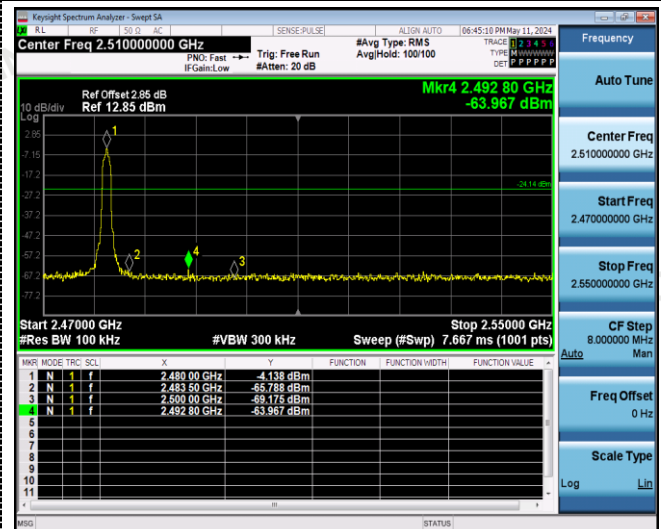 Keysight Spectrum Analyzer - Swept SA
RL RF 50 Ω AC SENSE:PULSE ALIGN AUTO 06:45:10 PM May 11, 2024
Center Freq 2.510000000 GHz
PNO: Fast
IFGain:Low
Trig: Free Run
#Atten: 20 dB
#Avg Type: RMS
Avg|Hold: 100/100
TRACE 1 2 3 4 5 6
TYPE M WWWWW
DET P P P P P P
Frequency
Auto Tune
Center Freq
2.510000000 GHz
Start Freq
2.470000000 GHz
Stop Freq
2.550000000 GHz
CF Step
8.000000 MHz
Auto Man
Freq Offset
0 Hz
Scale Type
Log Lin
Mkr4 2.492 80 GHz
-63.967 dBm
Ref Offset 2.85 dB
10 dB/div Ref 12.85 dBm
Log
2.85
-7.15
-17.2
-27.2
-37.2
-47.2
-57.2
-67.2
-77.2
1
2
4
3
-24.14 dBm
Start 2.47000 GHz Stop 2.55000 GHz
#Res BW 100 kHz #VBW 300 kHz Sweep (#Swp) 7.667 ms (1001 pts)
MKR MODE TRC SCL X Y FUNCTION FUNCTION WIDTH FUNCTION VALUE
1 N 1 f 2.480 00 GHz -4.138 dBm
2 N 1 f 2.483 50 GHz -65.788 dBm
3 N 1 f 2.500 00 GHz -69.175 dBm
4 N 1 f 2.492 80 GHz -63.967 dBm
5
6
7
8
9
10
11
MSG STATUS